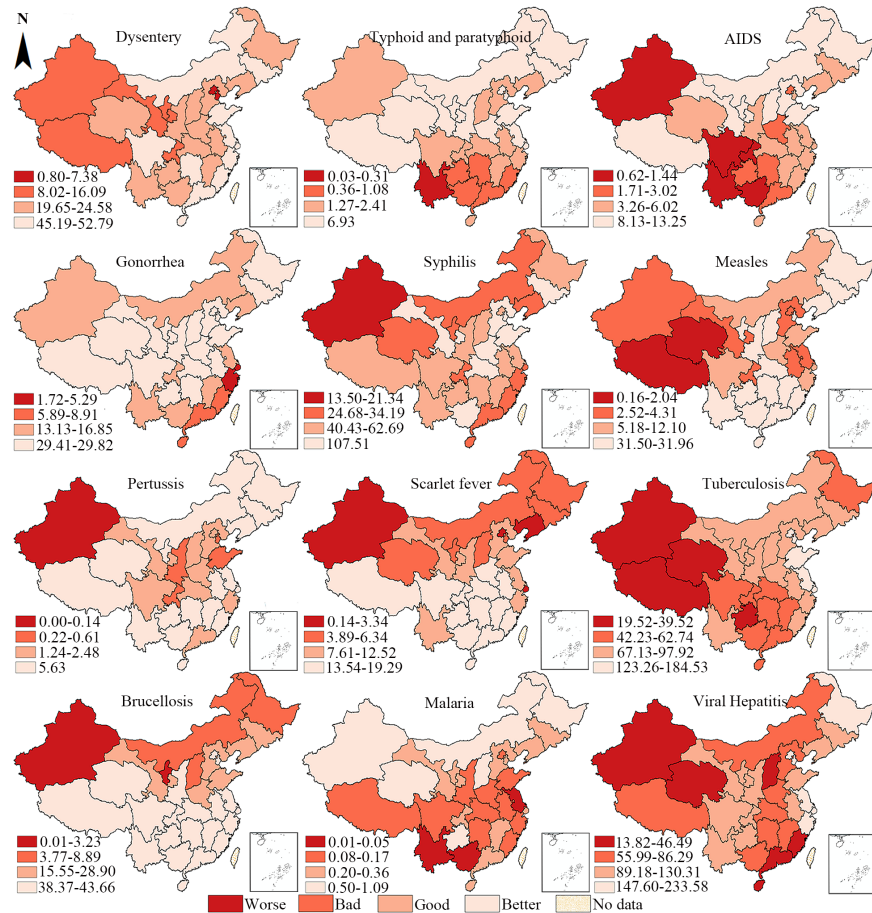 N
Dysentery
Typhoid and paratyphoid
AIDS
0.80-7.38
8.02-16.09
19.65-24.58
45.19-52.79
0.03-0.31
0.36-1.08
1.27-2.41
6.93
0.62-1.44
1.71-3.02
3.26-6.02
8.13-13.25
Gonorrhea
Syphilis
Measles
1.72-5.29
5.89-8.91
13.13-16.85
29.41-29.82
13.50-21.34
24.68-34.19
40.43-62.69
107.51
0.16-2.04
2.52-4.31
5.18-12.10
31.50-31.96
Pertussis
Scarlet fever
Tuberculosis
0.00-0.14
0.22-0.61
1.24-2.48
5.63
0.14-3.34
3.89-6.34
7.61-12.52
13.54-19.29
19.52-39.52
42.23-62.74
67.13-97.92
123.26-184.53
Brucellosis
Malaria
Viral Hepatitis
0.01-3.23
3.77-8.89
15.55-28.90
38.37-43.66
0.01-0.05
0.08-0.17
0.20-0.36
0.50-1.09
13.82-46.49
55.99-86.29
89.18-130.31
147.60-233.58
Worse
Bad
Good
Better
No data